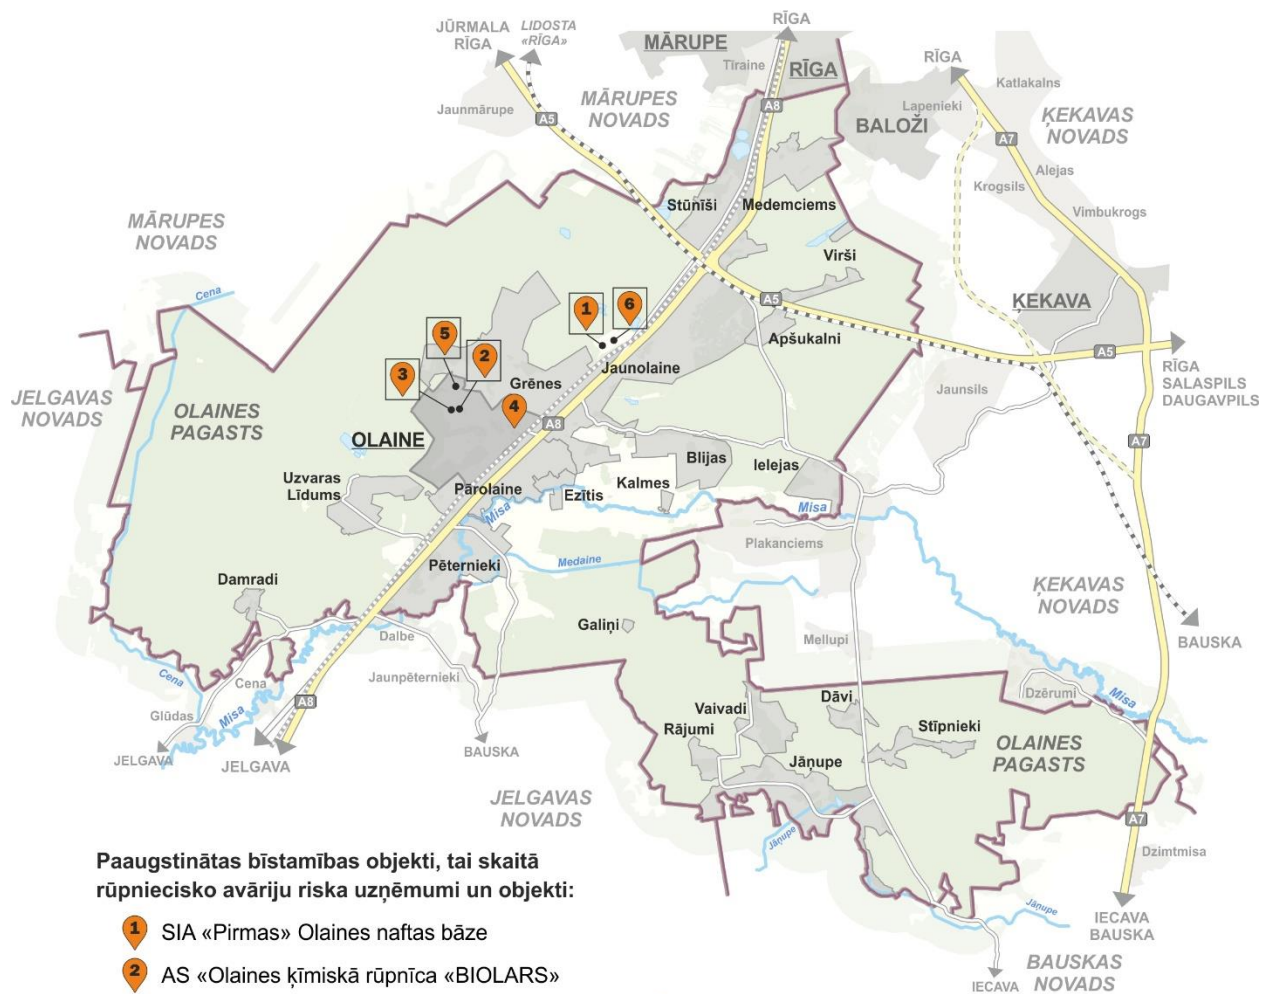 JŪRMALA
RĪGA
LIDOSTA
«RĪGA»
RĪGA
MĀRUPE
Tīraine
RĪGA
RĪGA
Katlakalns
MĀRUPES
NOVADS
Jaunmārupe
A5
A8
Lapenieki
BALOŽI
ĶEKAVAS
NOVADS
A7
Alejas
Krogsils
Vimbukrogs
Stūnīši
Medemciems
MĀRUPES
NOVADS
Virši
Cena
ĶEKAVA
A5
1
6
5
2
3
4
Apšukalni
A5
Jaunolaine
Grēnes
RĪGA
SALASPILS
DAUGAVPILS
Jaunsils
JELGAVAS
NOVADS
OLAINES
PAGASTS
OLAINE
A8
A7
Blijas
Ielejas
Uzvaras
Līdums
Pārolaine
Ezītis
Kalmes
Misa
Misa
Misa
Plakanciems
Medaine
Pēternieki
Damradi
ĶEKAVAS
NOVADS
Galiņi
Dalbe
Mellupi
BAUSKA
Cena
Cena
Jaunpēternieki
Glūdas
Misa
A8
JELGAVA
JELGAVA
BAUSKA
Vaivadi
Dāvi
Dzērumi
Misa
Rājumi
Stīpnieki
OLAINES
PAGASTS
Jāņupe
JELGAVAS
NOVADS
A7
Jāņupe
Dzimtmisa
Jāņupe
IECAVA
BAUSKA
BAUSKAS
NOVADS
IECAVA
Paaugstinātas bīstamības objekti, tai skaitā
rūpniecisko avāriju riska uzņēmumi un objekti:
1 SIA «Pirmas» Olaines naftas bāze
2 AS «Olaines ķīmiskā rūpnīca «BIOLARS»